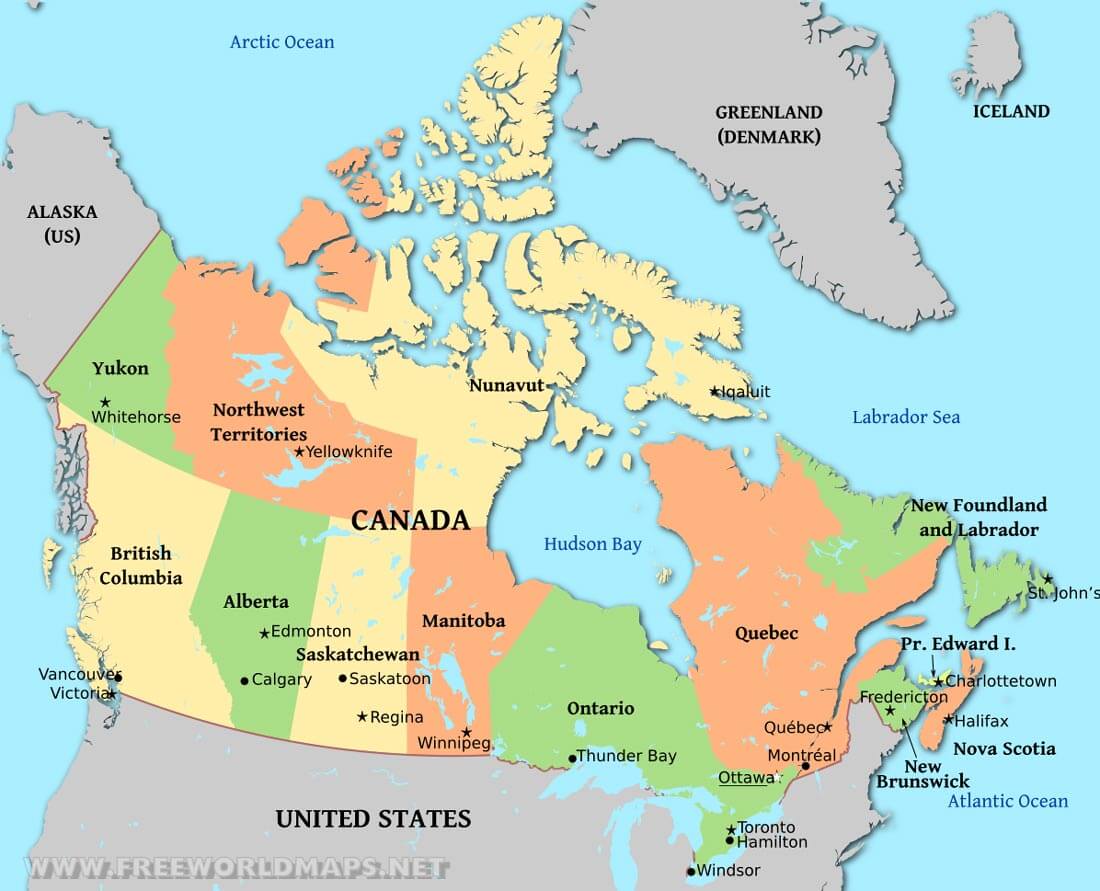 Arctic Ocean
GREENLAND
(DENMARK)
ICELAND
ALASKA
(US)
Yukon
Whitehorse
Northwest
Territories
Yellowknife
Nunavut
Iqaluit
Labrador Sea
CANADA
Hudson Bay
New Foundland
and Labrador
St. John's
British
Columbia
Alberta
Edmonton
Saskatchewan
Manitoba
Quebec
Pr. Edward I.
Vancouver
Victoria
Calgary
Saskatoon
Charlottetown
Fredericton
Ontario
Regina
Winnipeg
Québec
Halifax
Nova Scotia
Thunder Bay
Montréal
Ottawa
New
Brunswick
Atlantic Ocean
UNITED STATES
Toronto
Hamilton
Windsor
WWW.FREEWORLDMAPS.NET